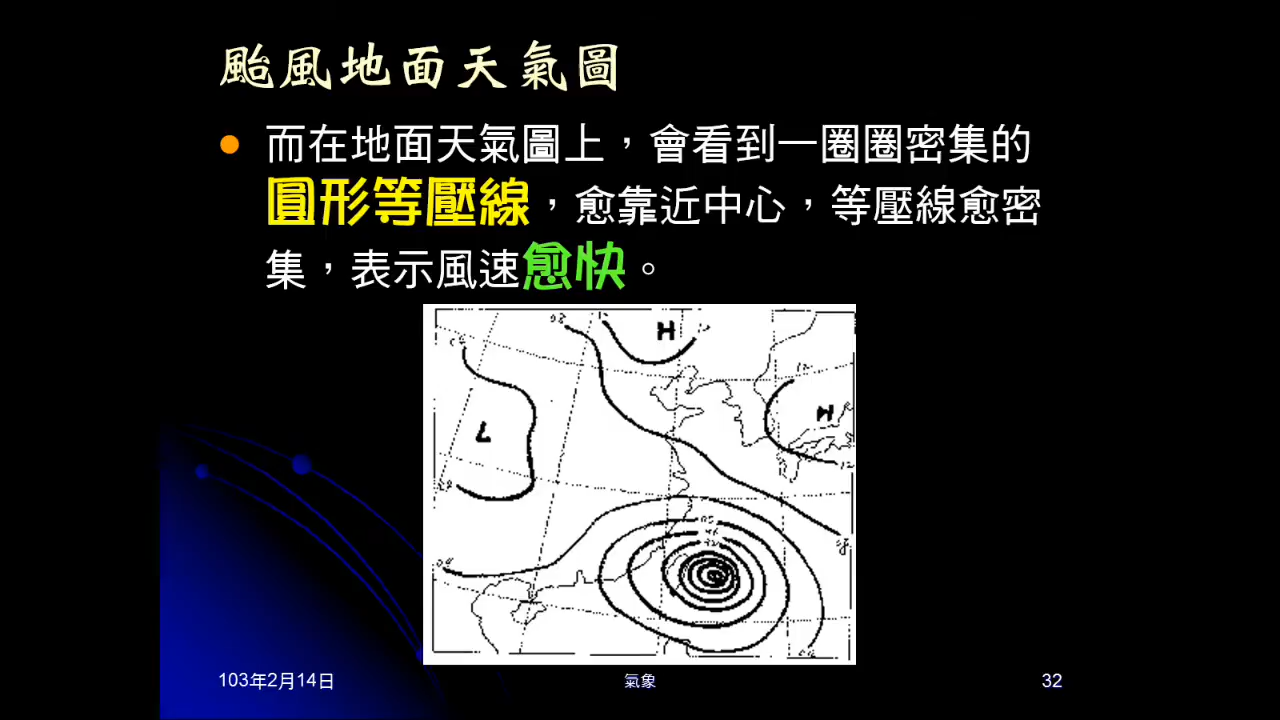 颱風地面天氣圖
而在地面天氣圖上，會看到一圈圈密集的
圓形等壓線，愈靠近中心，等壓線愈密
集，表示風速愈快。
H
H
L
103年2月14日
氣象
32